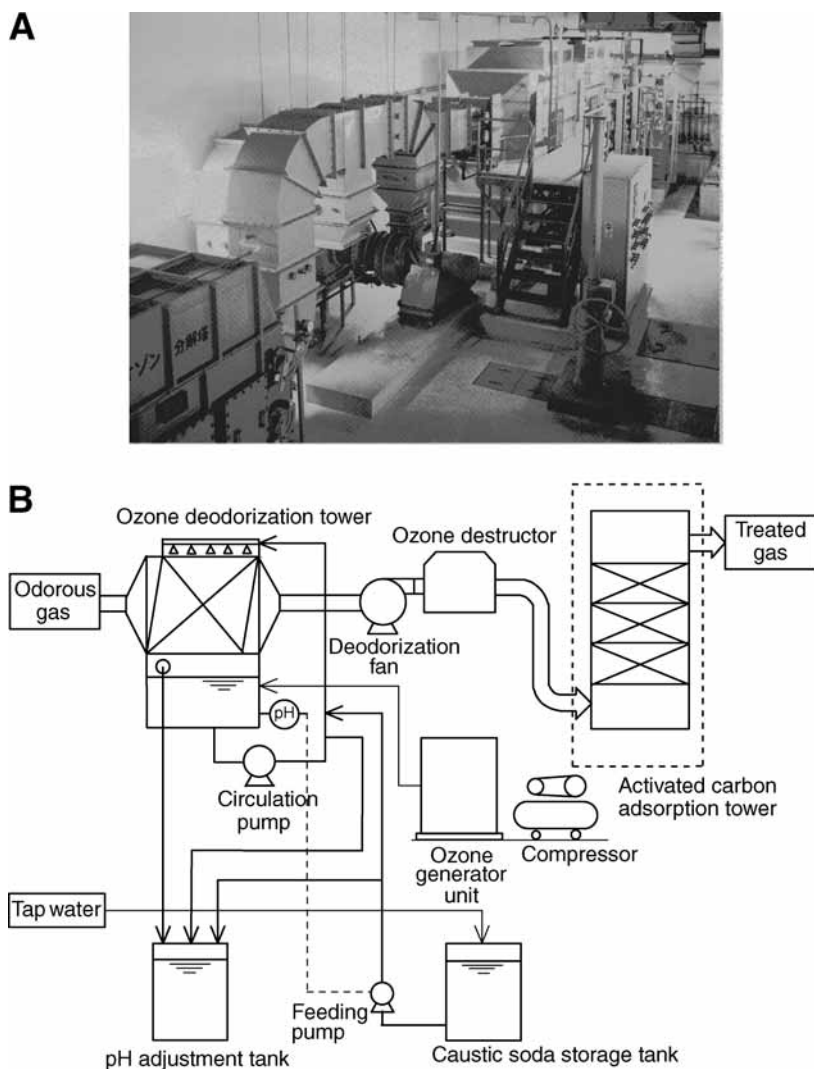 A
ゾン
分解塔
B
Ozone deodorization tower
Ozone destructor
Treated
gas
Odorous
gas
Deodorization
fan
pH
Circulation
pump
Activated carbon
adsorption tower
Ozone
generator
unit
Compressor
Tap water
Feeding
pump
pH adjustment tank
Caustic soda storage tank